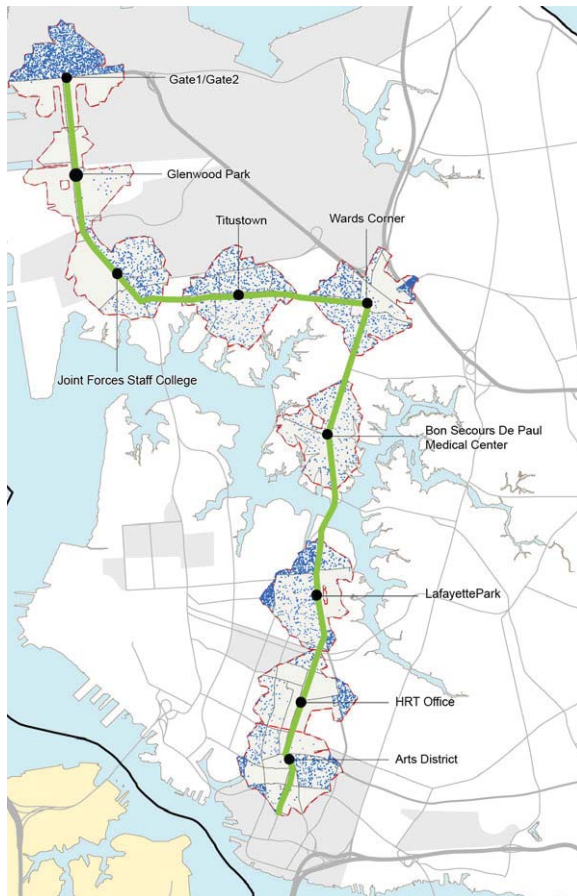 Gate1/Gate2
Glenwood Park
Titustown
Wards Corner
Joint Forces Staff College
Bon Secours De Paul
Medical Center
LafayettePark
HRT Office
Arts District